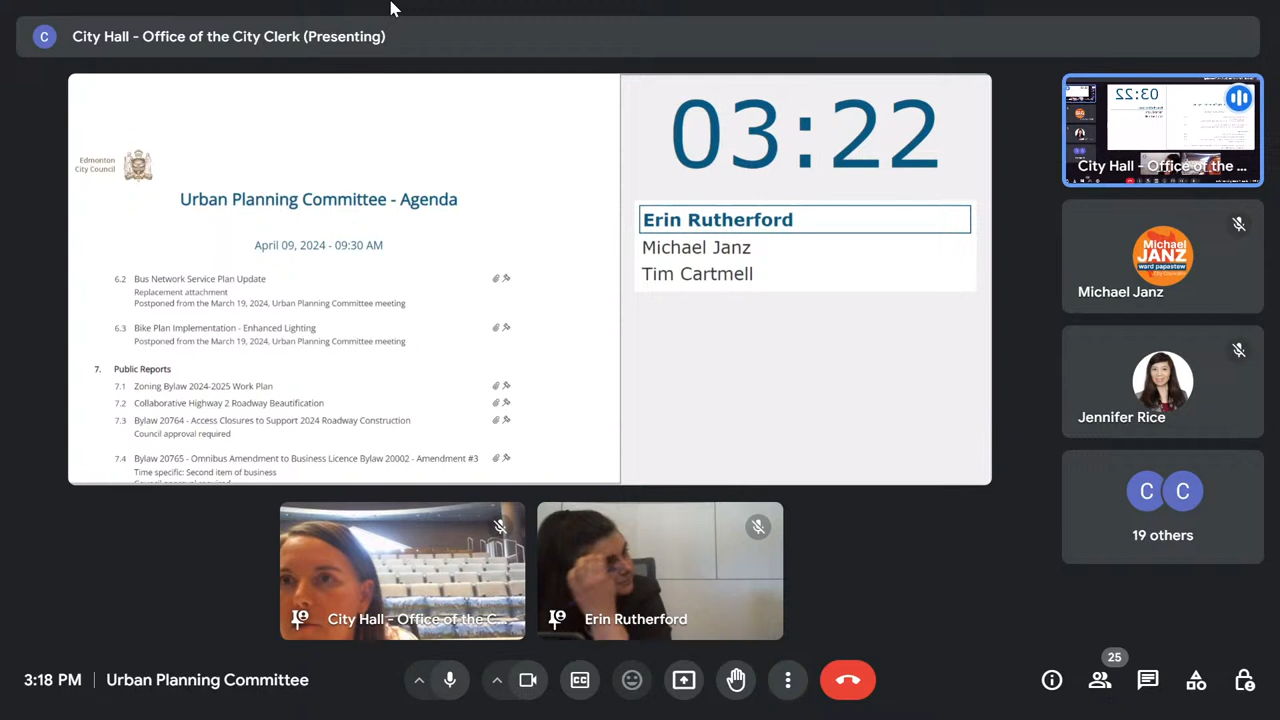 C
City Hall - Office of the City Clerk (Presenting)
Edmonton
City Council
Urban Planning Committee - Agenda
April 09, 2024 - 09:30 AM
6.2 Bus Network Service Plan Update
Replacement attachment
Postponed from the March 19, 2024, Urban Planning Committee meeting
6.3 Bike Plan Implementation - Enhanced Lighting
Postponed from the March 19, 2024, Urban Planning Committee meeting
7. Public Reports
7.1 Zoning Bylaw 2024-2025 Work Plan
7.2 Collaborative Highway 2 Roadway Beautification
7.3 Bylaw 20764 - Access Closures to Support 2024 Roadway Construction
Council approval required
7.4 Bylaw 20765 - Omnibus Amendment to Business Licence Bylaw 20002 - Amendment #3
Time specific: Second item of business
Council approval required
03:22
Erin Rutherford
Michael Janz
Tim Cartmell
03:22
City Hall - Office of the ...
Michael
JANZ
ward papastew
City Councillor
Michael Janz
Jennifer Rice
C C
19 others
City Hall - Office of the C...
Erin Rutherford
3:18 PM | Urban Planning Committee
CC
25